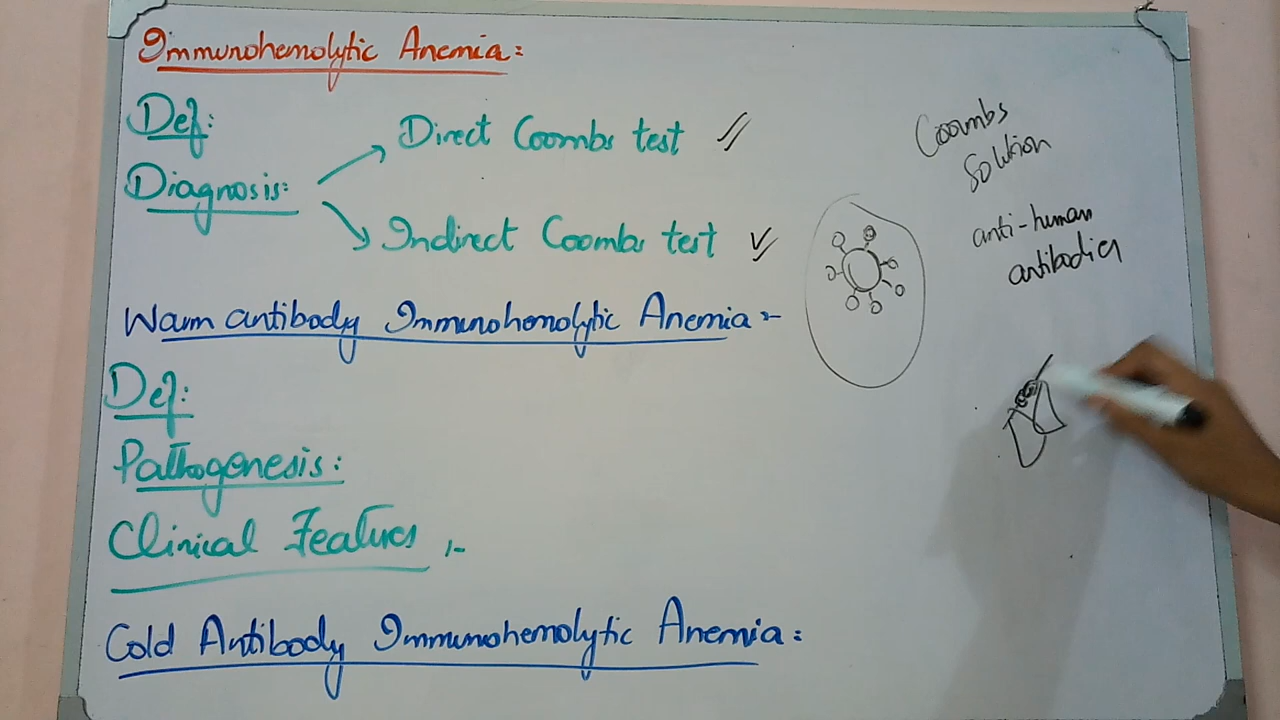 Immunohemolytic Anemia:
Def:
Direct Coombs test
Diagnosis:
Indirect Coombs test
Warm antibody Immunohemolytic Anemia:-
Def:
Pathogenesis:
Clinical Features :-
Cold Antibody Immunohemolytic Anemia:
Coombs
Solution
anti-human
antibodies